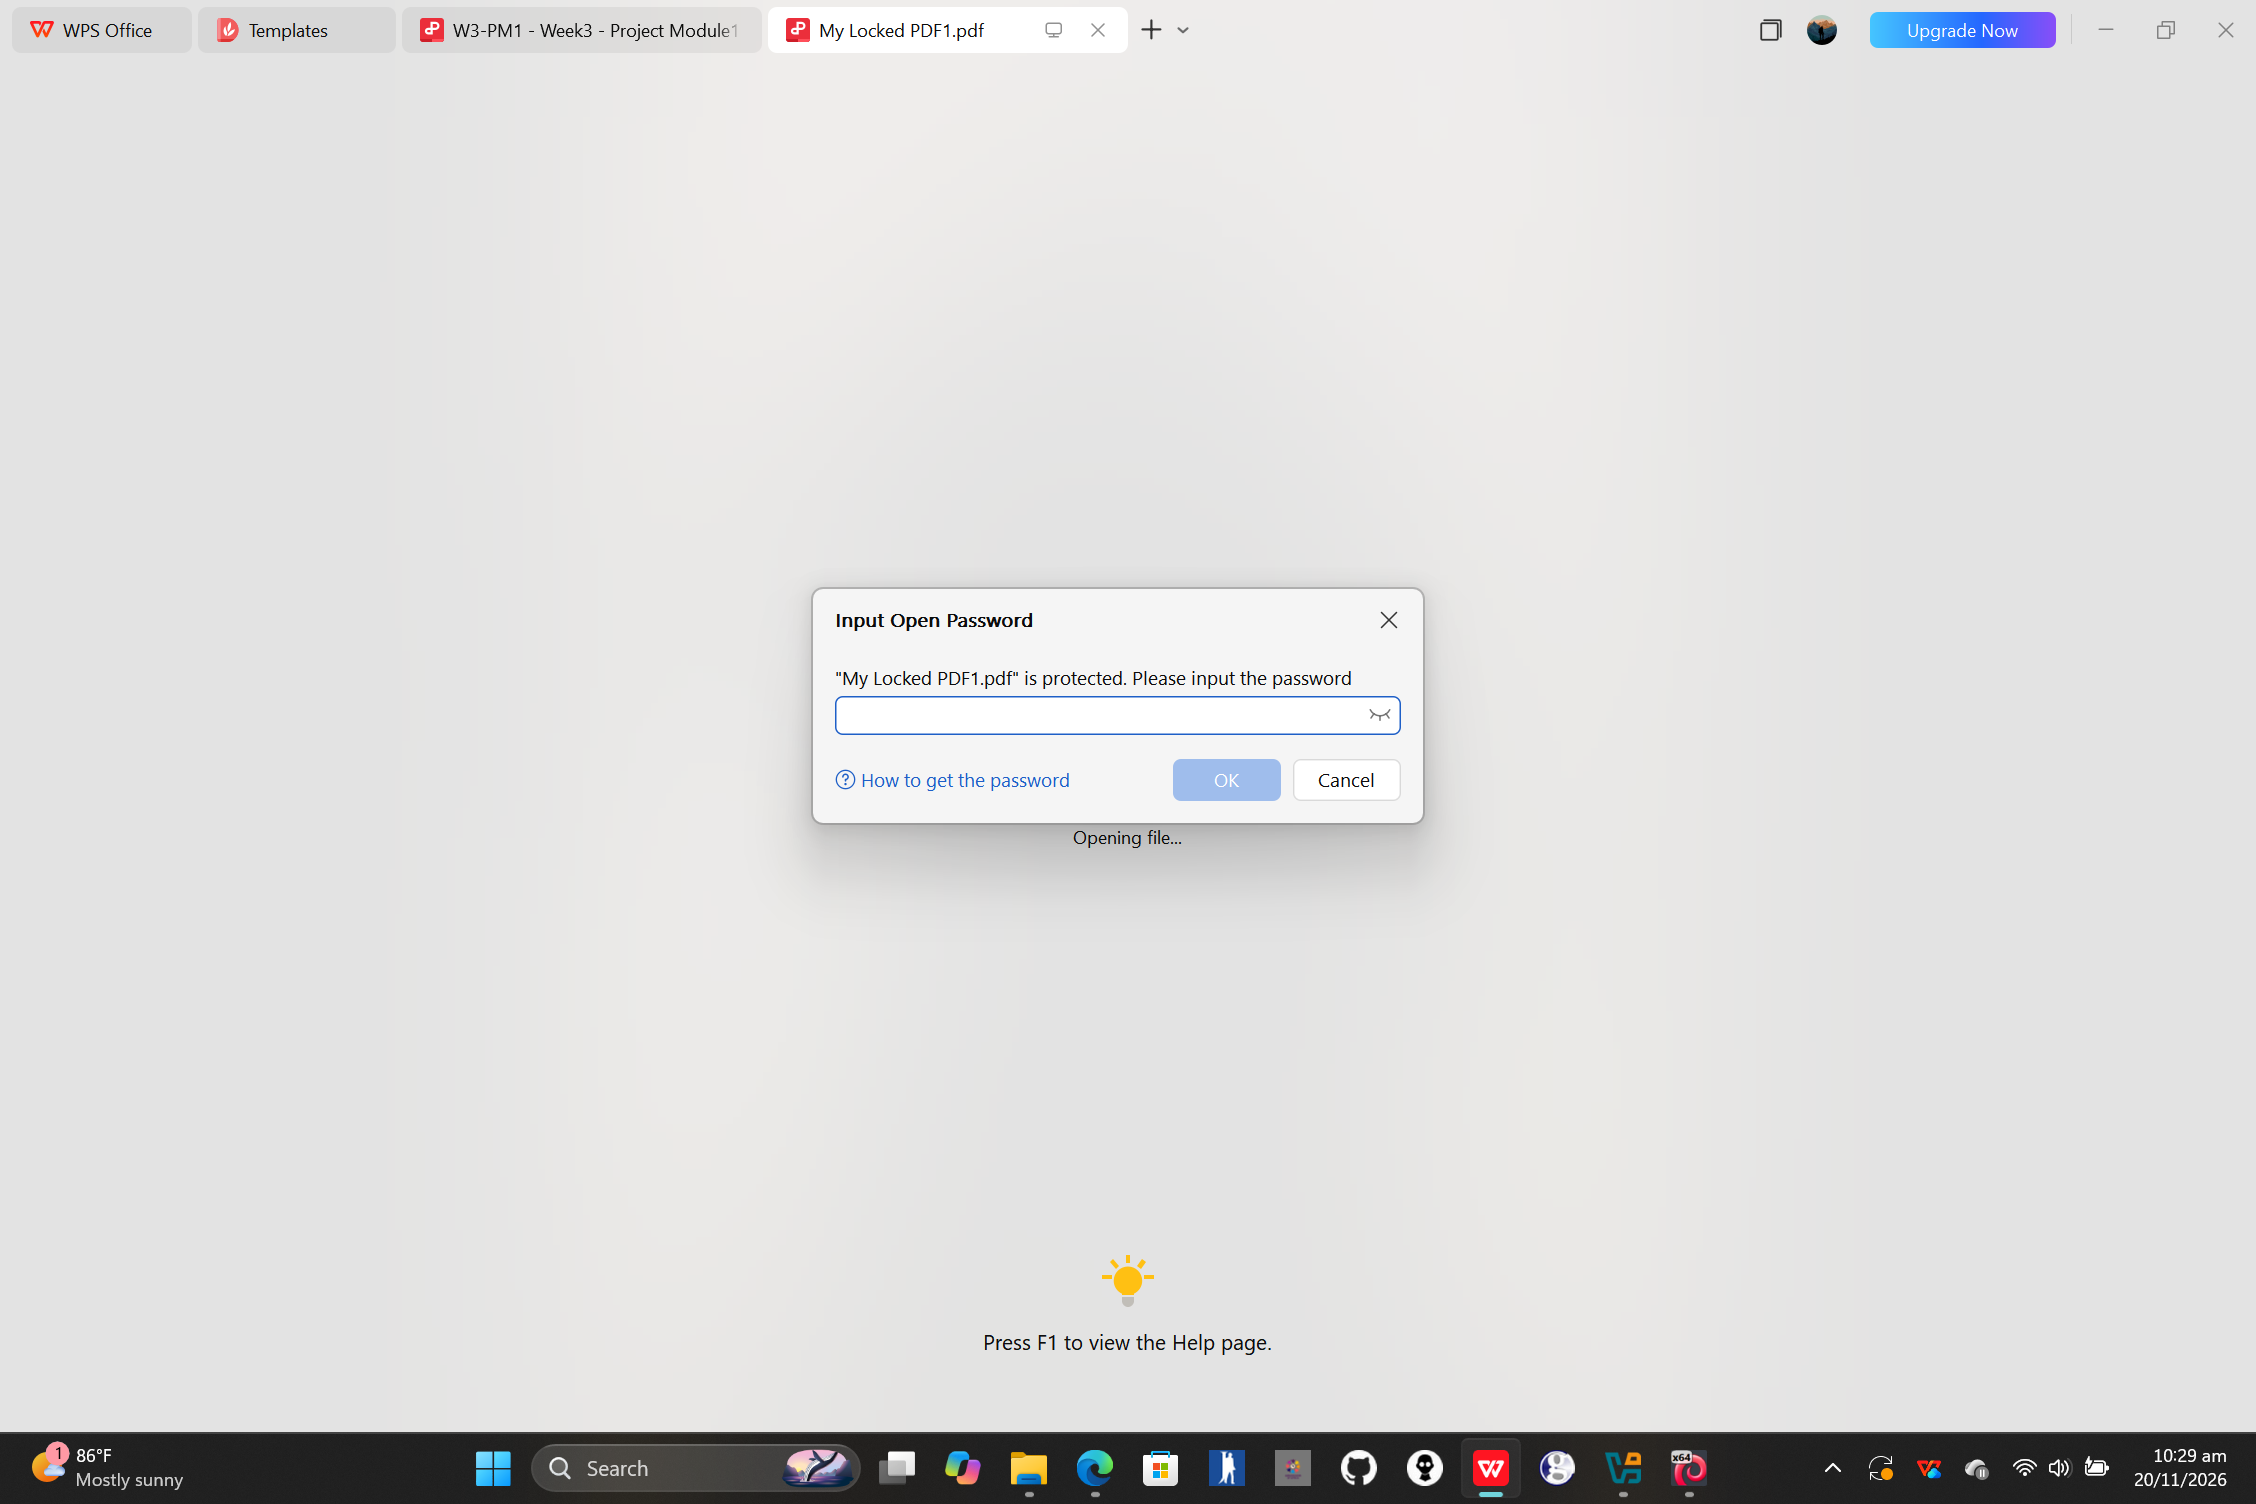 WPS Office
Templates
W3-PM1 - Week3 - Project Module1
My Locked PDF1.pdf
Upgrade Now
Input Open Password
"My Locked PDF1.pdf" is protected. Please input the password
How to get the password
OK
Cancel
Opening file...
Press F1 to view the Help page.
1
86°F
Mostly sunny
Search
x64
10:29 am
20/11/2026